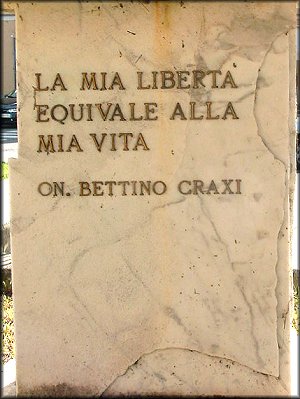 LA MIA LIBERTA
EQUIVALE ALLA
MIA VITA
ON. BETTINO CRAXI